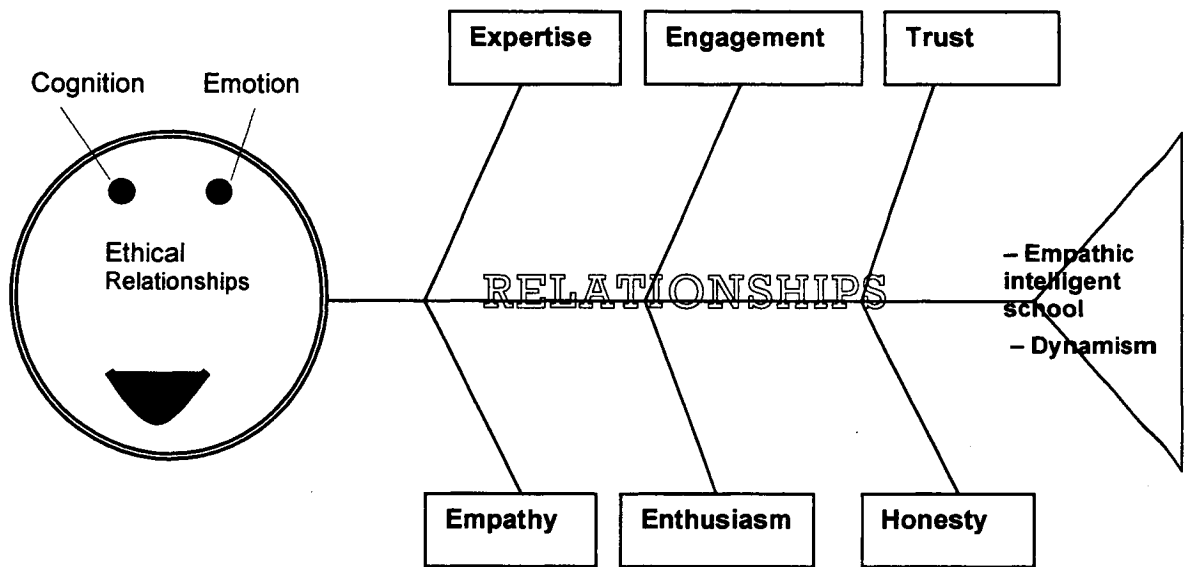 Expertise
Engagement
Trust
Cognition
Emotion
Ethical
Relationships
RELATIONSHIPS
– Empathic
intelligent
school
– Dynamism
Empathy
Enthusiasm
Honesty